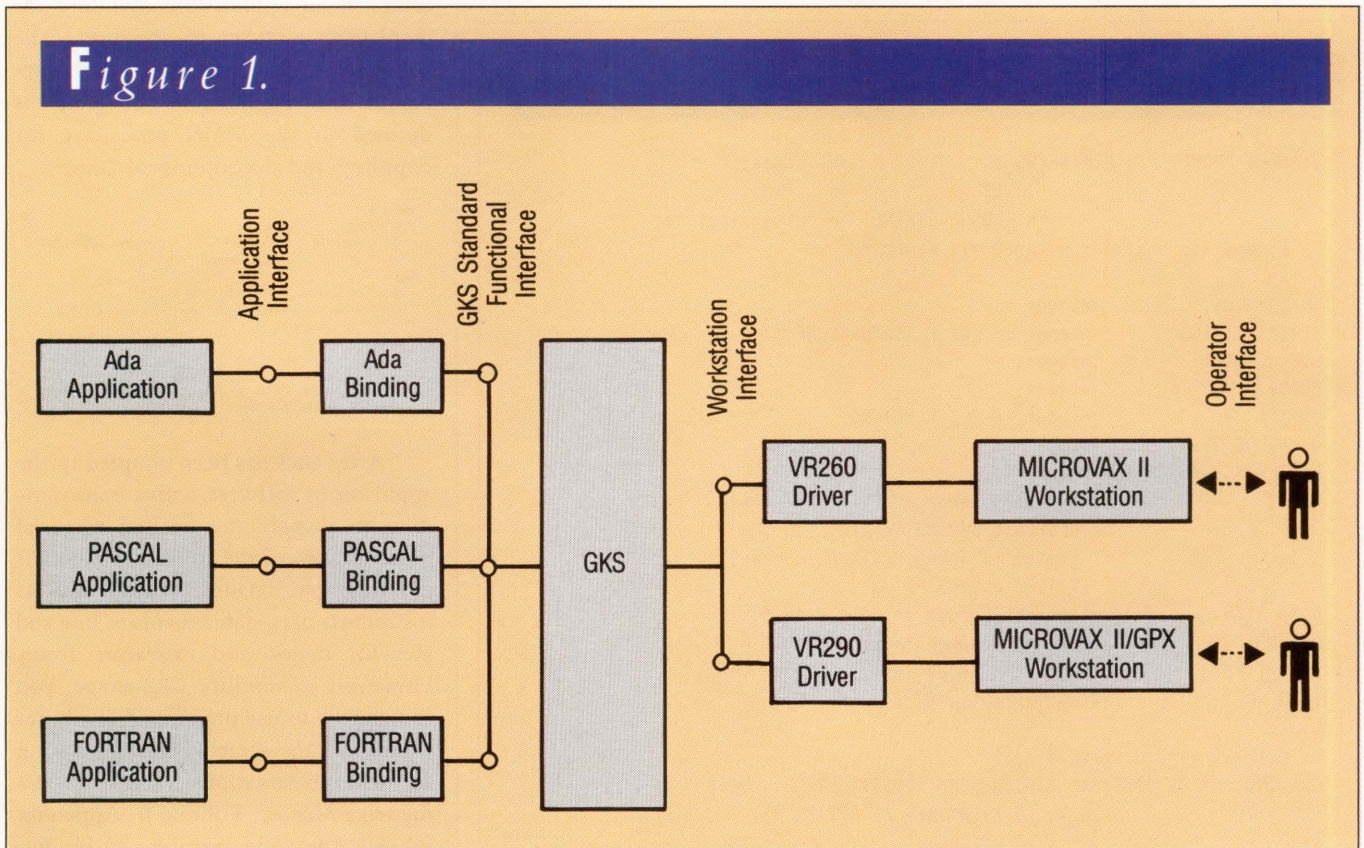 Figure 1.
Application
Interface
GKS Standard
Functional
Interface
Workstation
Interface
Operator
Interface
Ada
Application
Ada
Binding
PASCAL
Application
PASCAL
Binding
FORTRAN
Application
FORTRAN
Binding
GKS
VR260
Driver
MICROVAX II
Workstation
VR290
Driver
MICROVAX II/GPX
Workstation